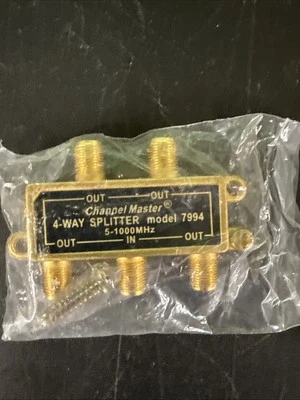 OUT OUT
Channel Master®
4-WAY SPLITTER model 7994
5-1000MHz
OUT IN OUT